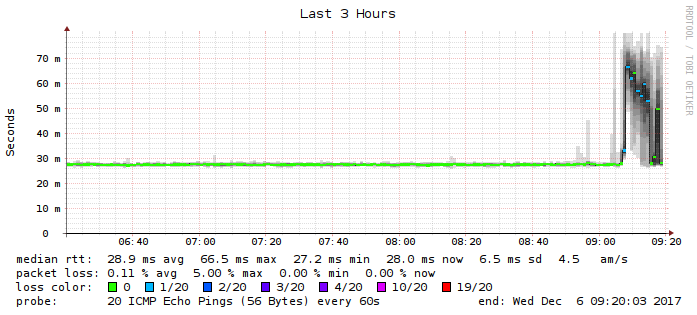 Last 3 Hours
RRDTOOL / TOBI OETIKER
Seconds
70 m
60 m
50 m
40 m
30 m
20 m
10 m
0
06:40 07:00 07:20 07:40 08:00 08:20 08:40 09:00 09:20
median rtt: 28.9 ms avg 66.5 ms max 27.2 ms min 28.0 ms now 6.5 ms sd 4.5 am/s
packet loss: 0.11 % avg 5.00 % max 0.00 % min 0.00 % now
loss color: 0 1/20 2/20 3/20 4/20 10/20 19/20
probe: 20 ICMP Echo Pings (56 Bytes) every 60s end: Wed Dec 6 09:20:03 2017